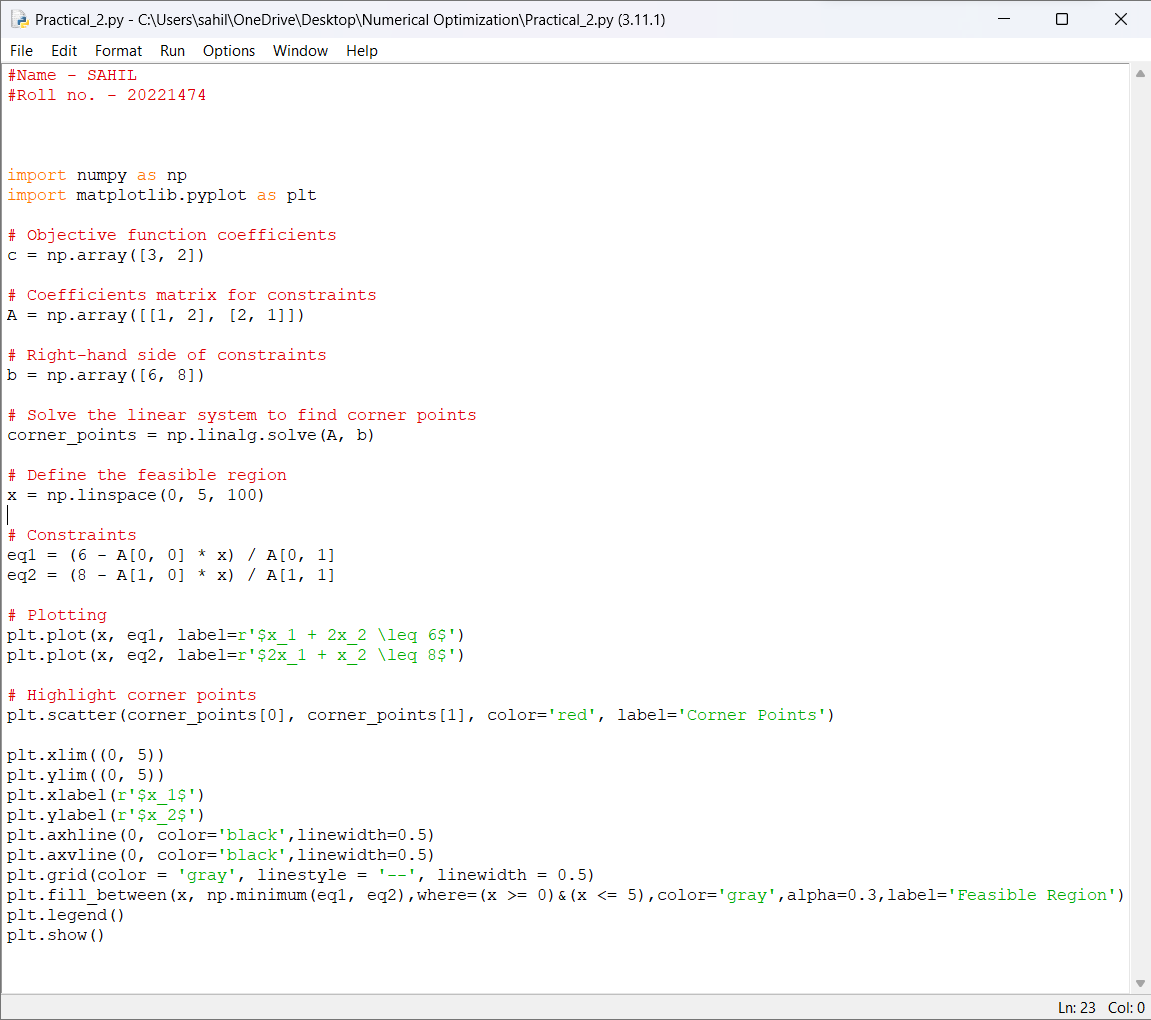 Practical_2.py - C:\Users\sahil\OneDrive\Desktop\Numerical Optimization\Practical_2.py (3.11.1)
File Edit Format Run Options Window Help
#Name - SAHIL
#Roll no. - 20221474
import numpy as np
import matplotlib.pyplot as plt
# Objective function coefficients
c = np.array([3, 2])
# Coefficients matrix for constraints
A = np.array([[1, 2], [2, 1]])
# Right-hand side of constraints
b = np.array([6, 8])
# Solve the linear system to find corner points
corner_points = np.linalg.solve(A, b)
# Define the feasible region
x = np.linspace(0, 5, 100)
# Constraints
eq1 = (6 - A[0, 0] * x) / A[0, 1]
eq2 = (8 - A[1, 0] * x) / A[1, 1]
# Plotting
plt.plot(x, eq1, label=r'$x_1 + 2x_2 \leq 6$')
plt.plot(x, eq2, label=r'$2x_1 + x_2 \leq 8$')
# Highlight corner points
plt.scatter(corner_points[0], corner_points[1], color='red', label='Corner Points')
plt.xlim((0, 5))
plt.ylim((0, 5))
plt.xlabel(r'$x_1$')
plt.ylabel(r'$x_2$')
plt.axhline(0, color='black',linewidth=0.5)
plt.axvline(0, color='black',linewidth=0.5)
plt.grid(color = 'gray', linestyle = '--', linewidth = 0.5)
plt.fill_between(x, np.minimum(eq1, eq2),where=(x >= 0)&(x <= 5),color='gray',alpha=0.3,label='Feasible Region')
plt.legend()
plt.show()
Ln: 23 Col: 0